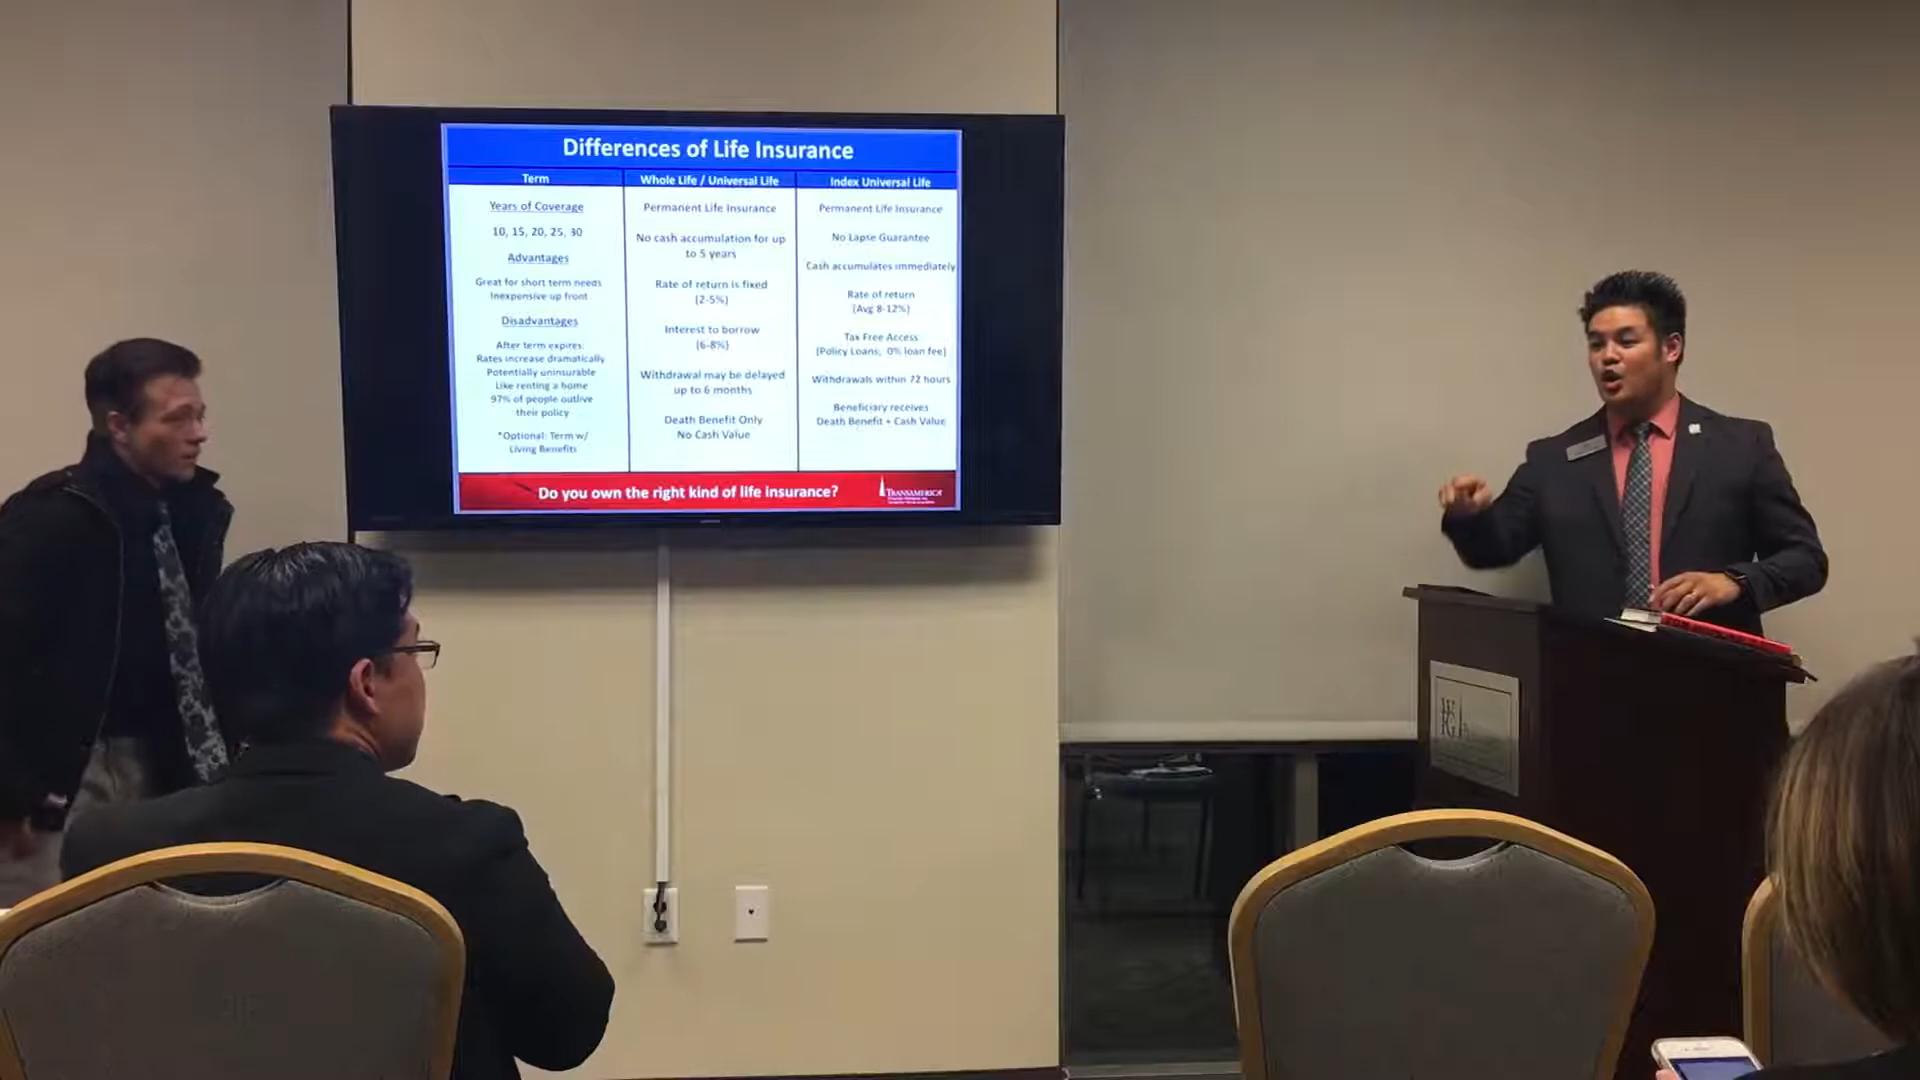 Differences of Life Insurance
Term
Years of Coverage
10, 15, 20, 25, 30
Advantages
Great for short term needs
Inexpensive up front
Disadvantages
After term expires:
Rates increase dramatically
Potentially uninsurable
Like renting a home
97% of people outlive
their policy
*Optional: Term w/
Living Benefits
Whole Life / Universal Life
Permanent Life Insurance
No cash accumulation for up
to 5 years
Rate of return is fixed
(2-5%)
Interest to borrow
(6-8%)
Withdrawal may be delayed
up to 6 months
Death Benefit Only
No Cash Value
Index Universal Life
Permanent Life Insurance
No Lapse Guarantee
Cash accumulates immediately
Rate of return
(Avg 8-12%)
Tax Free Access
(Policy Loans, 0% loan fee)
Withdrawals within 72 hours
Beneficiary receives
Death Benefit + Cash Value
Do you own the right kind of life insurance?
TRANSAMERICA
WFG